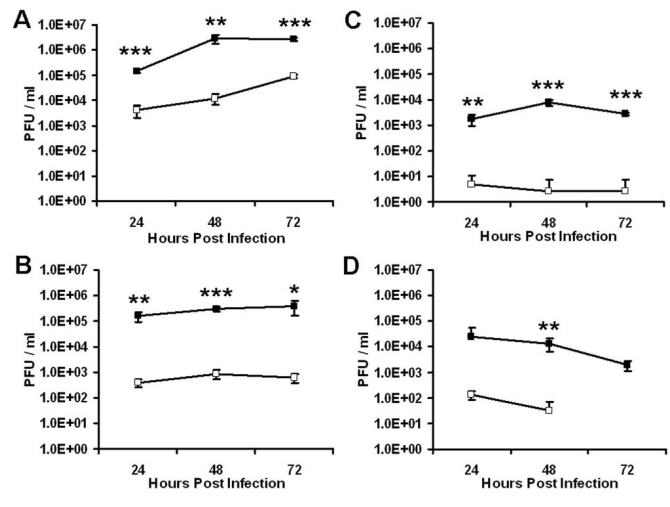 A
PFU / ml
1.0E+07
1.0E+06
1.0E+05
1.0E+04
1.0E+03
1.0E+02
1.0E+01
1.0E+00
***
**
***
24 48 72
Hours Post Infection
C
PFU / ml
1.0E+07
1.0E+06
1.0E+05
1.0E+04
1.0E+03
1.0E+02
1.0E+01
1.0E+00
**
***
***
24 48 72
Hours Post Infection
B
PFU / ml
1.0E+07
1.0E+06
1.0E+05
1.0E+04
1.0E+03
1.0E+02
1.0E+01
1.0E+00
**
***
*
24 48 72
Hours Post Infection
D
PFU / ml
1.0E+07
1.0E+06
1.0E+05
1.0E+04
1.0E+03
1.0E+02
1.0E+01
1.0E+00
**
24 48 72
Hours Post Infection